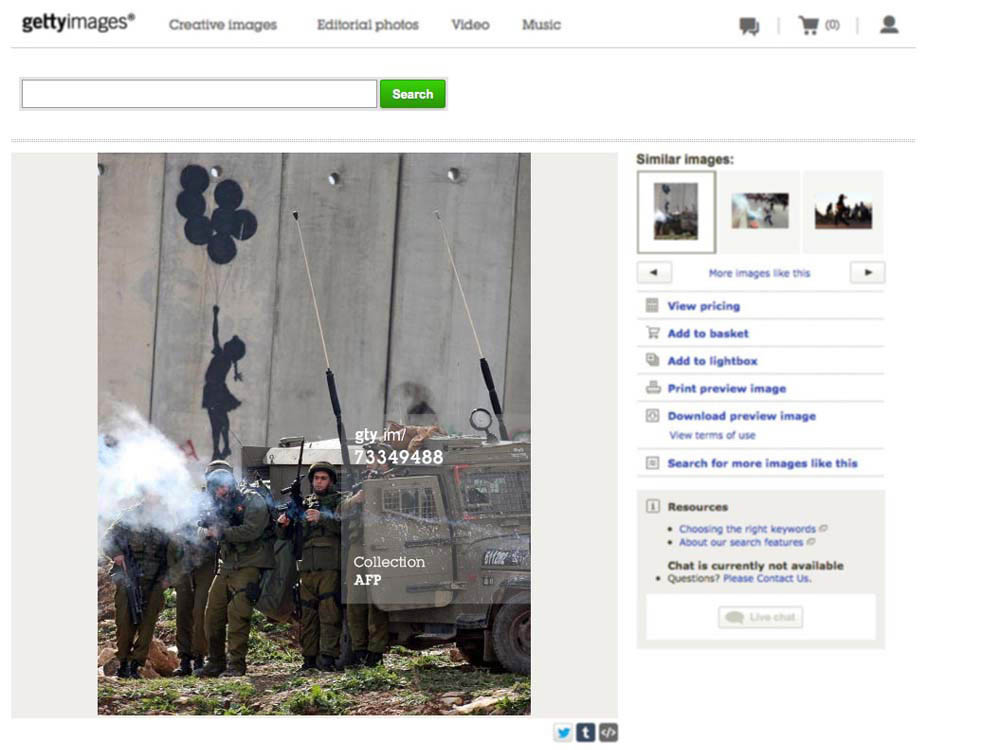 gettyimages®
Creative images
Editorial photos
Video
Music
(0)
Search
gty.im/
73349488
Collection
AFP
Similar images:
More images like this
View pricing
Add to basket
Add to lightbox
Print preview image
Download preview image
View terms of use
Search for more images like this
Resources
Choosing the right keywords
About our search features
Chat is currently not available
Questions? Please Contact Us.
Live chat